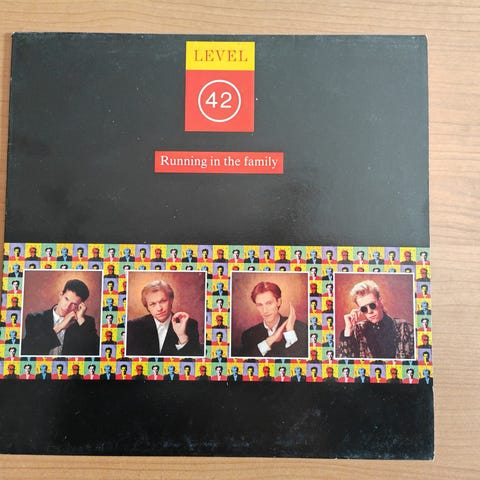 LEVEL
42
Running in the family